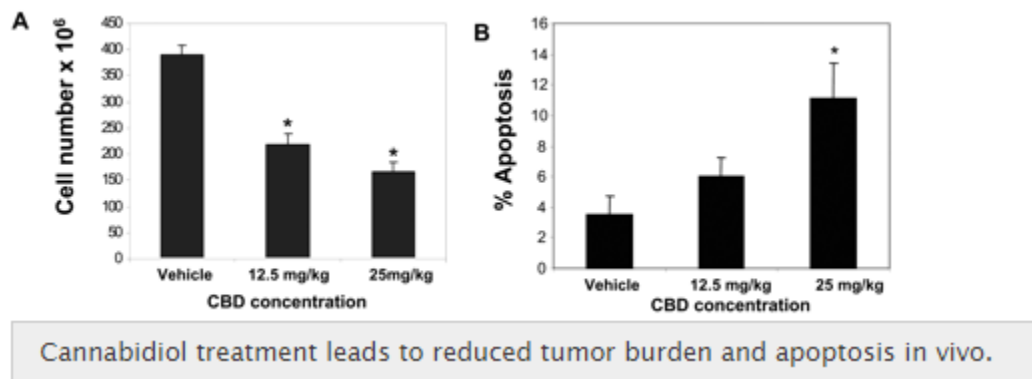 A
Cell number x 10⁶
450
400
350
300
250
200
150
100
50
0
*
*
Vehicle 12.5 mg/kg 25mg/kg
CBD concentration
B
% Apoptosis
16
14
12
10
8
6
4
2
0
*
Vehicle 12.5 mg/kg 25 mg/kg
CBD concentration
Cannabidiol treatment leads to reduced tumor burden and apoptosis in vivo.